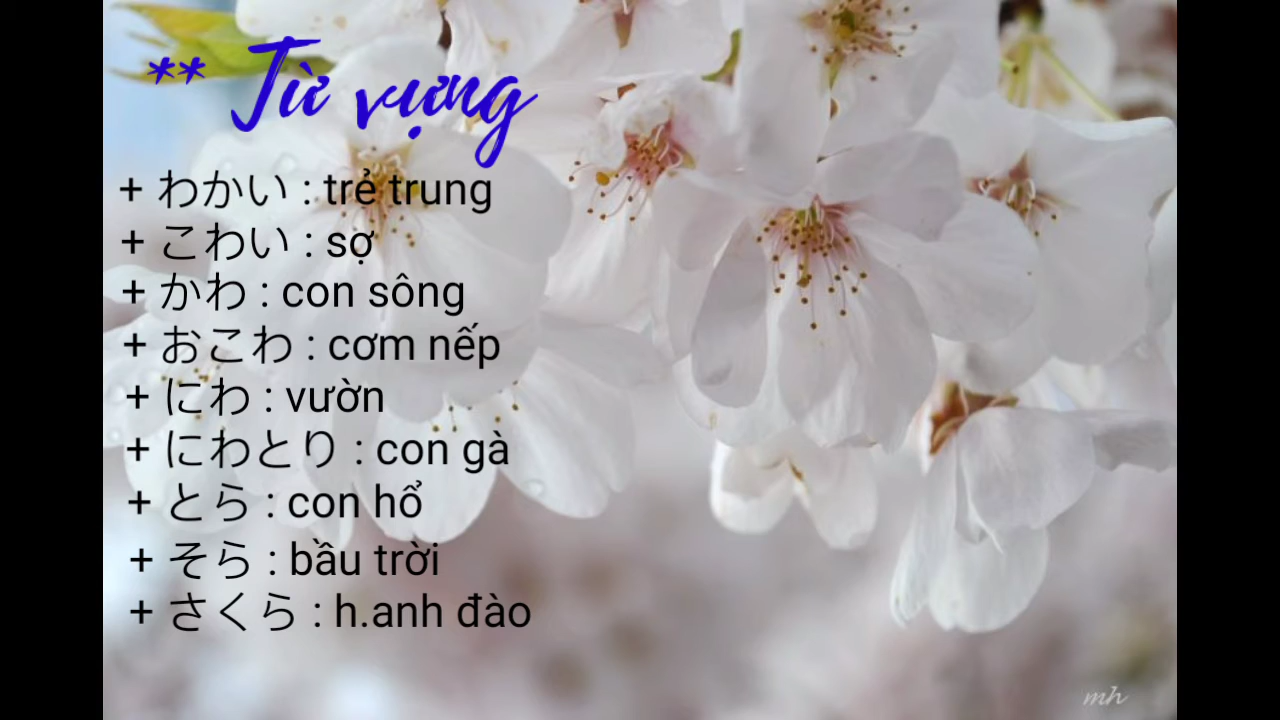 ** Từ vựng
+ わかい : trẻ trung
+ こわい : sợ
+ かわ : con sông
+ おこわ : cơm nếp
+ にわ : vườn
+ にわとり : con gà
+ とら : con hổ
+ そら : bầu trời
+ さくら : h.anh đào
mh